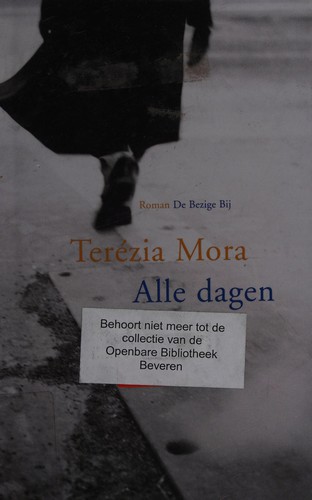 Roman De Bezige Bij
Terézia Mora
Alle dagen
Behoort niet meer tot de
collectie van de
Openbare Bibliotheek
Beveren